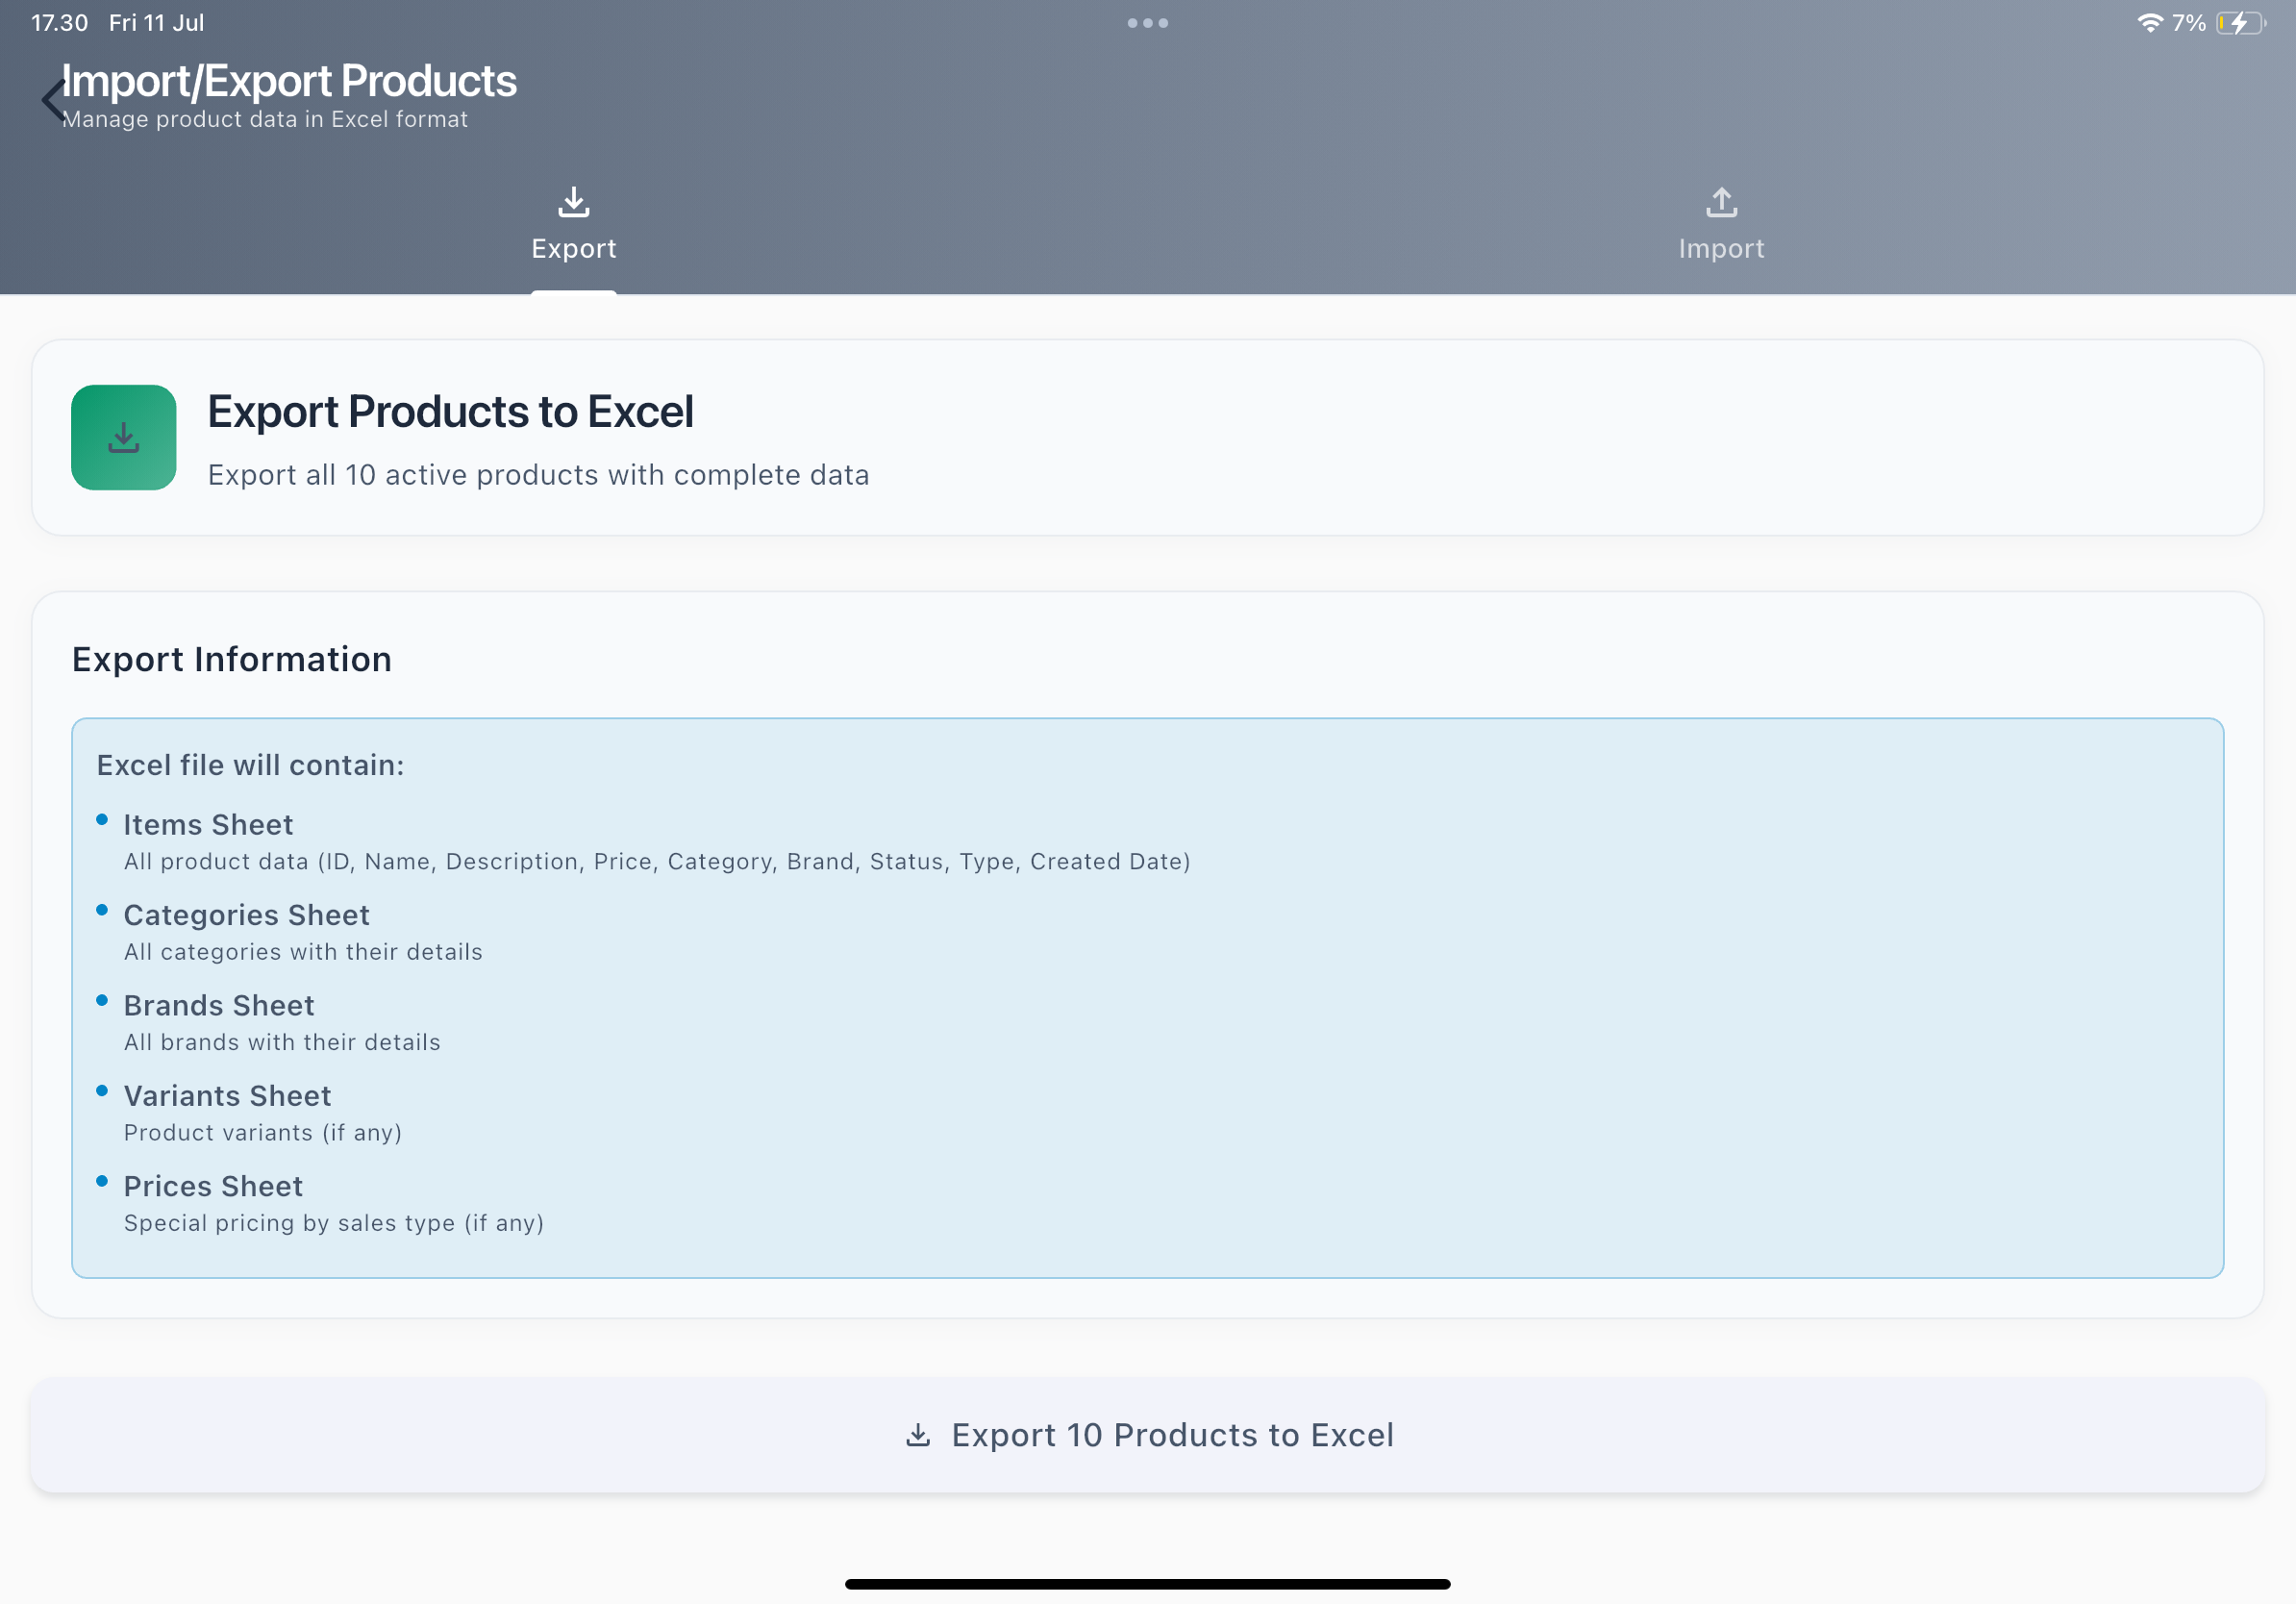 17.30 Fri 11 Jul
7%
Import/Export Products
Manage product data in Excel format
Export
Import
Export Products to Excel
Export all 10 active products with complete data
Export Information
Excel file will contain:
Items Sheet
All product data (ID, Name, Description, Price, Category, Brand, Status, Type, Created Date)
Categories Sheet
All categories with their details
Brands Sheet
All brands with their details
Variants Sheet
Product variants (if any)
Prices Sheet
Special pricing by sales type (if any)
Export 10 Products to Excel